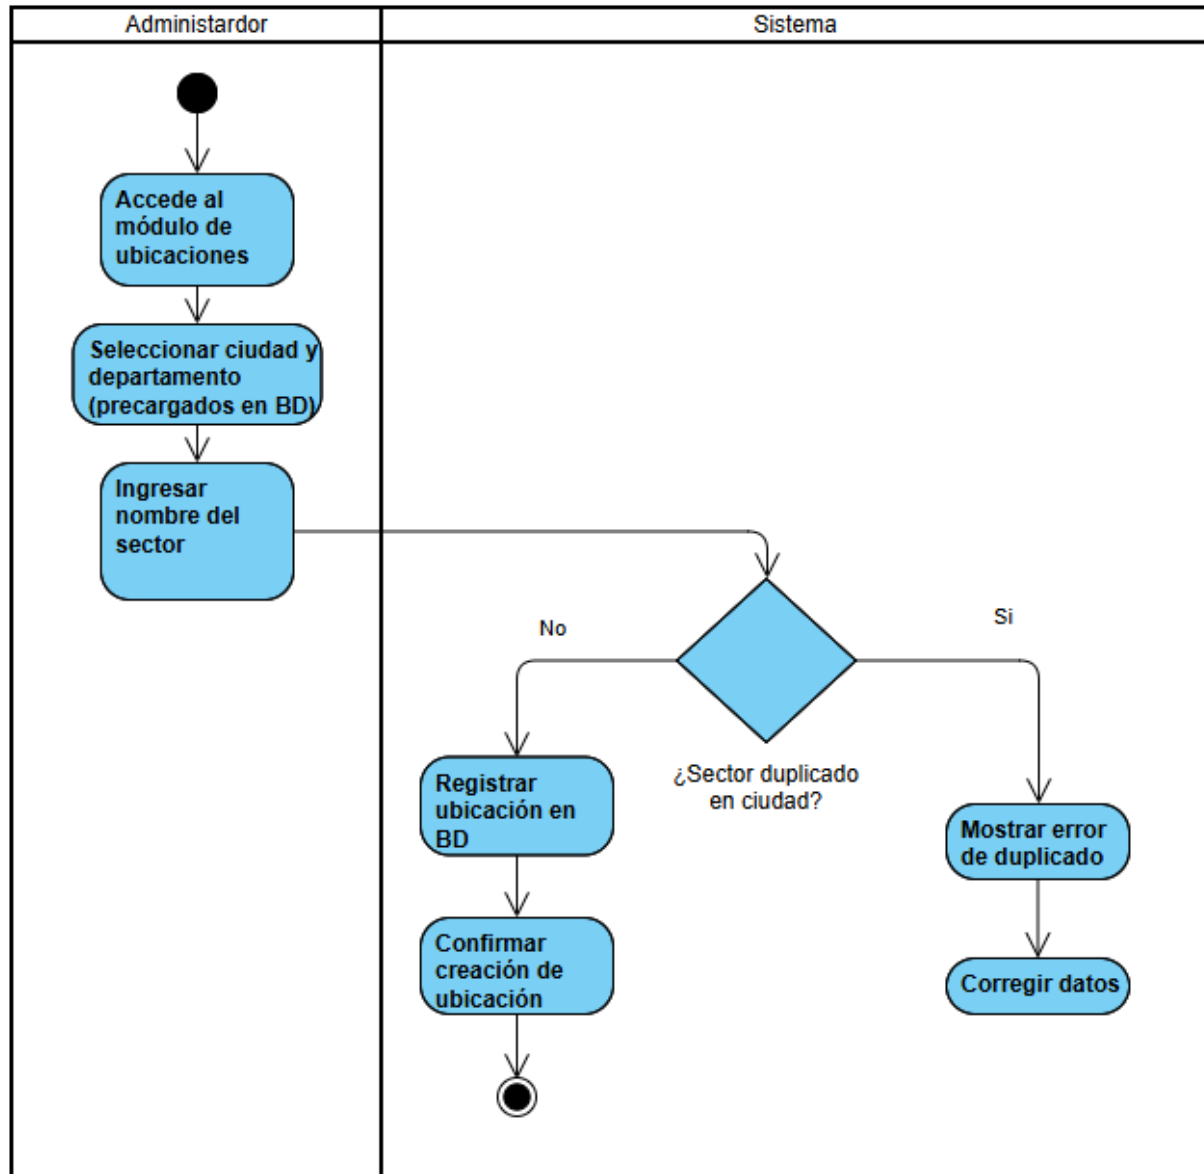 Administardor
Sistema
Accede al
módulo de
ubicaciones
Seleccionar ciudad y
departamento
(precargados en BD)
Ingresar
nombre del
sector
No
Si
¿Sector duplicado
en ciudad?
Registrar
ubicación en
BD
Mostrar error
de duplicado
Confirmar
creación de
ubicación
Corregir datos